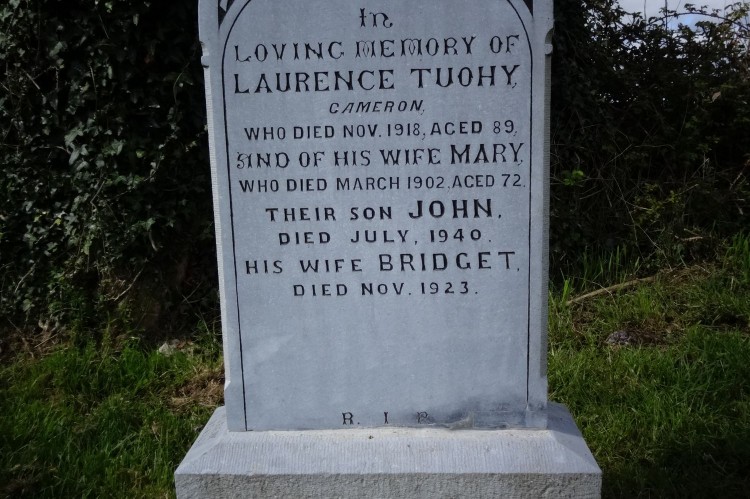 In
LOVING MEMORY OF
LAURENCE TUOHY,
CAMERON,
WHO DIED NOV. 1918, AGED 89,
AND OF HIS WIFE MARY,
WHO DIED MARCH 1902, AGED 72.
THEIR SON JOHN,
DIED JULY, 1940.
HIS WIFE BRIDGET,
DIED NOV. 1923.
R. I. P.